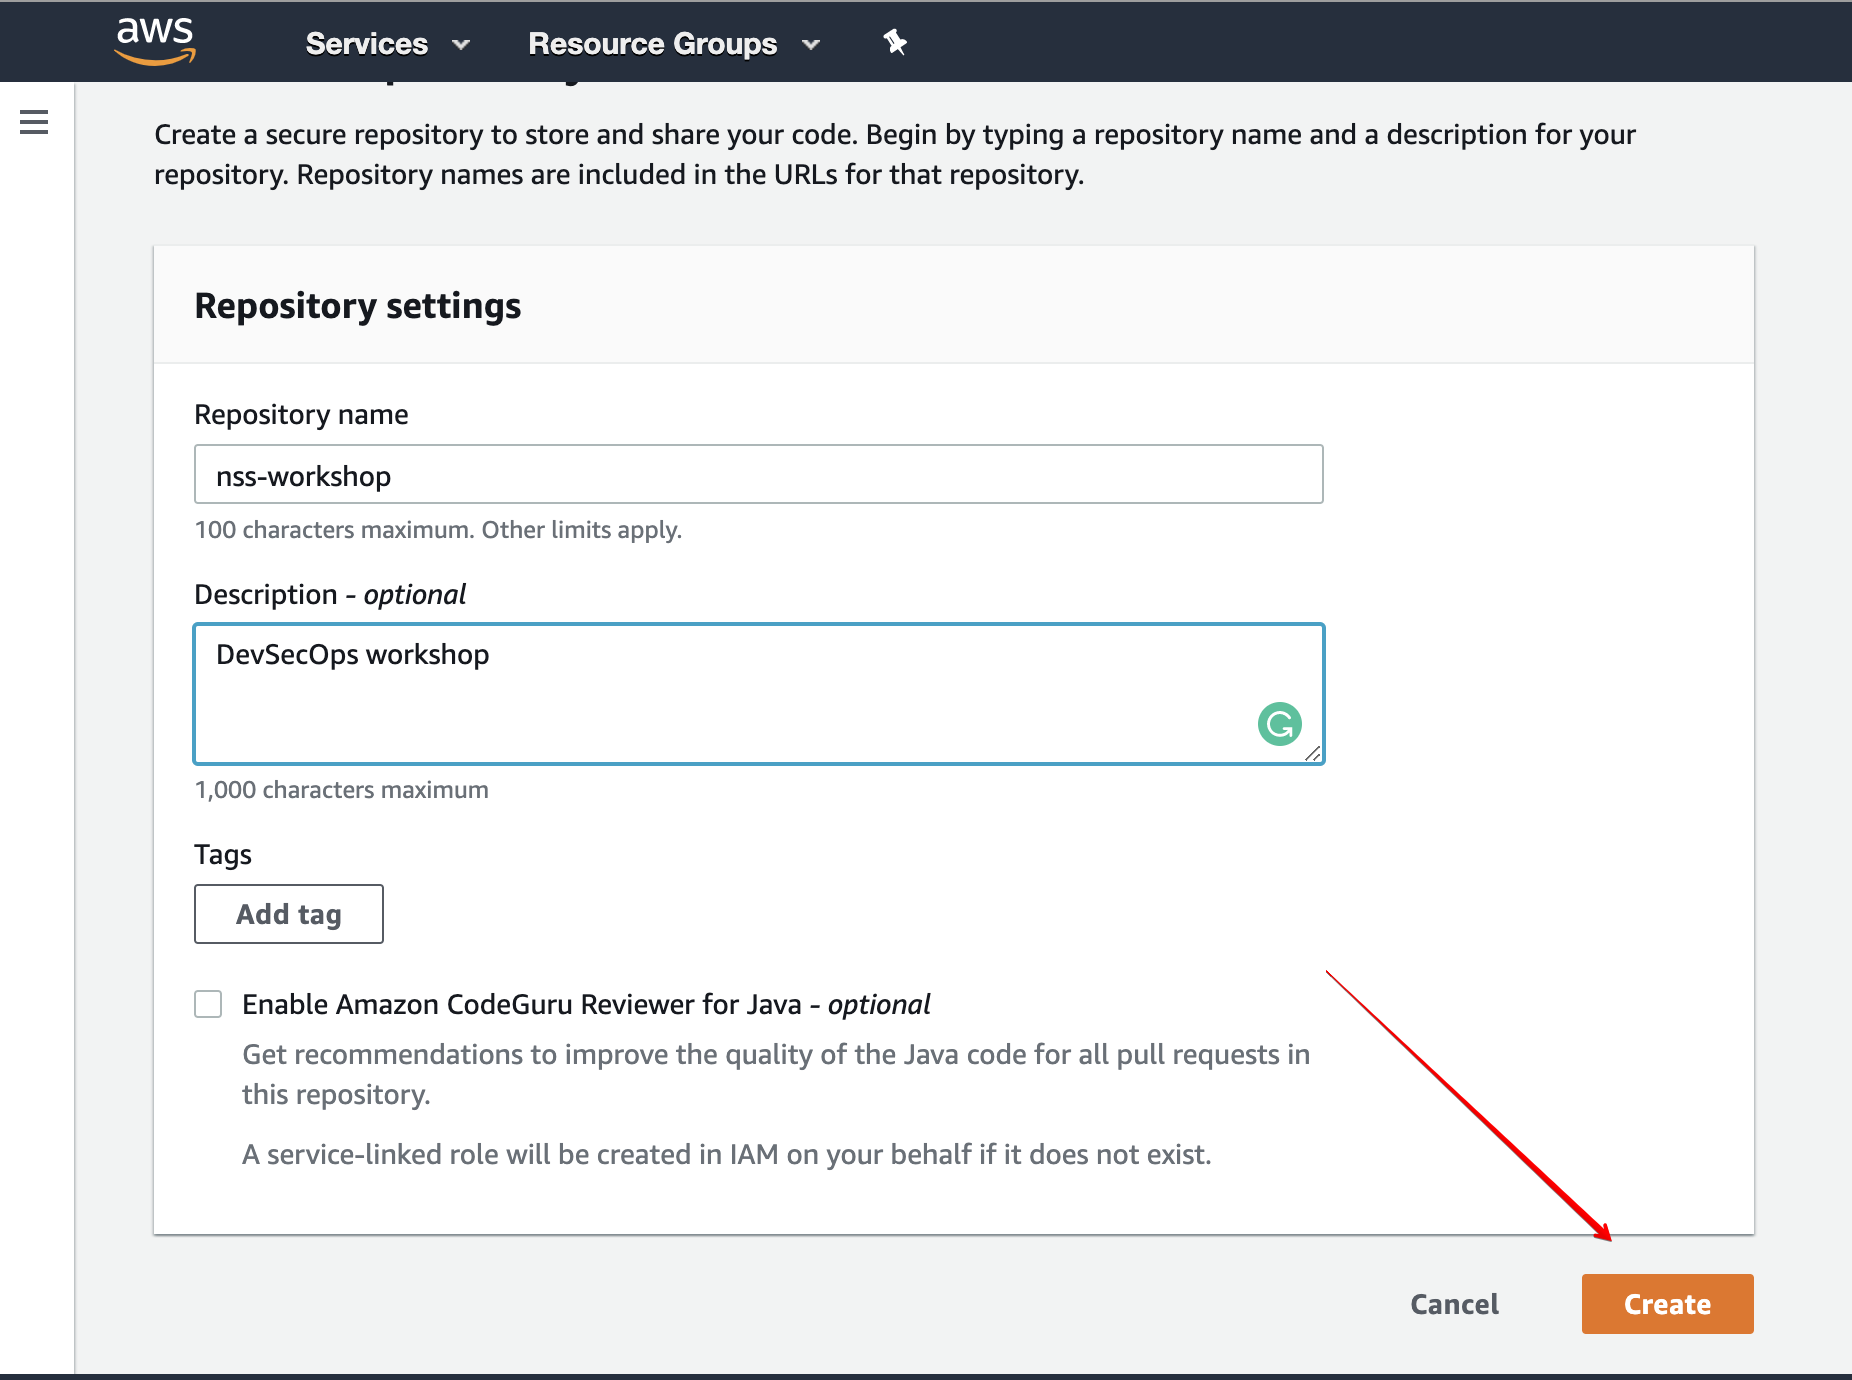 aws
Services
Resource Groups
Create a secure repository to store and share your code. Begin by typing a repository name and a description for your
repository. Repository names are included in the URLs for that repository.
Repository settings
Repository name
nss-workshop
100 characters maximum. Other limits apply.
Description - optional
DevSecOps workshop
1,000 characters maximum
Tags
Add tag
Enable Amazon CodeGuru Reviewer for Java - optional
Get recommendations to improve the quality of the Java code for all pull requests in
this repository.
A service-linked role will be created in IAM on your behalf if it does not exist.
Cancel
Create